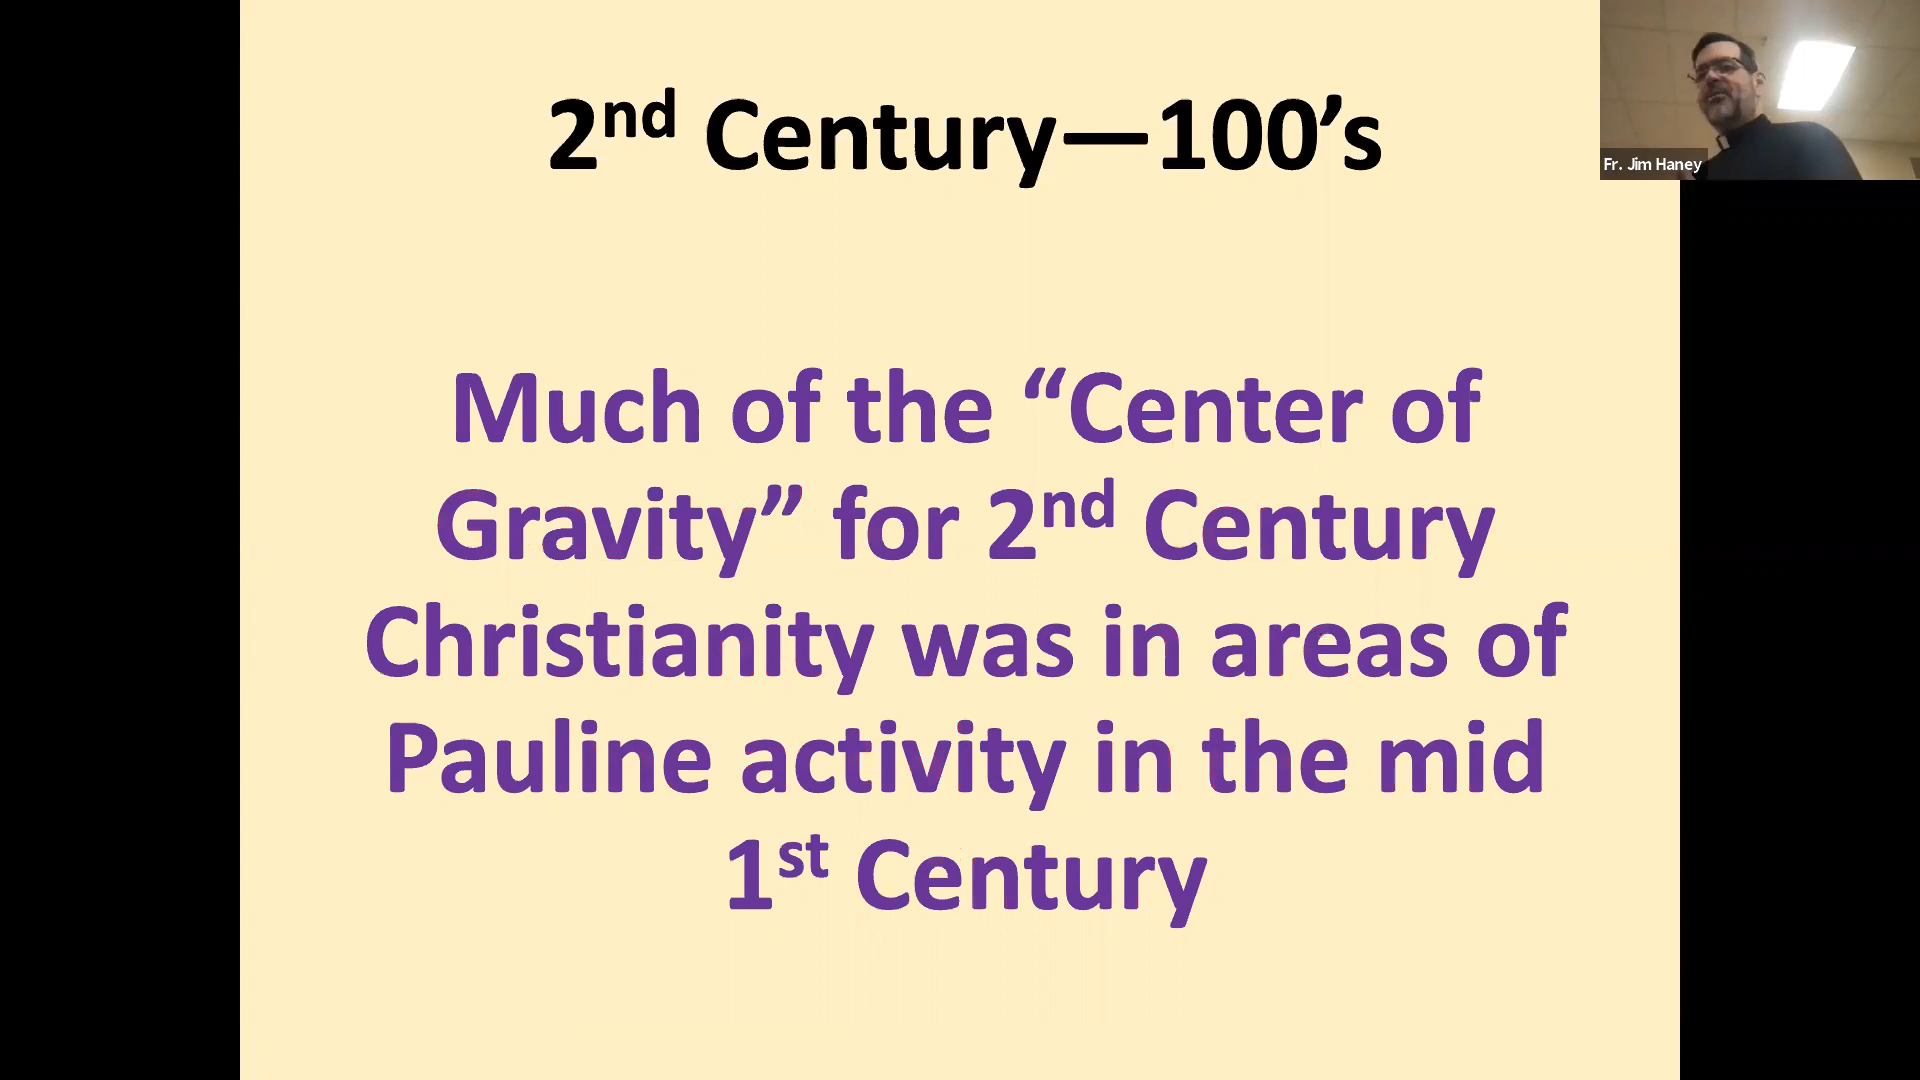 2nd Century—100’s
Fr. Jim Haney
Much of the “Center of
Gravity” for 2nd Century
Christianity was in areas of
Pauline activity in the mid
1st Century